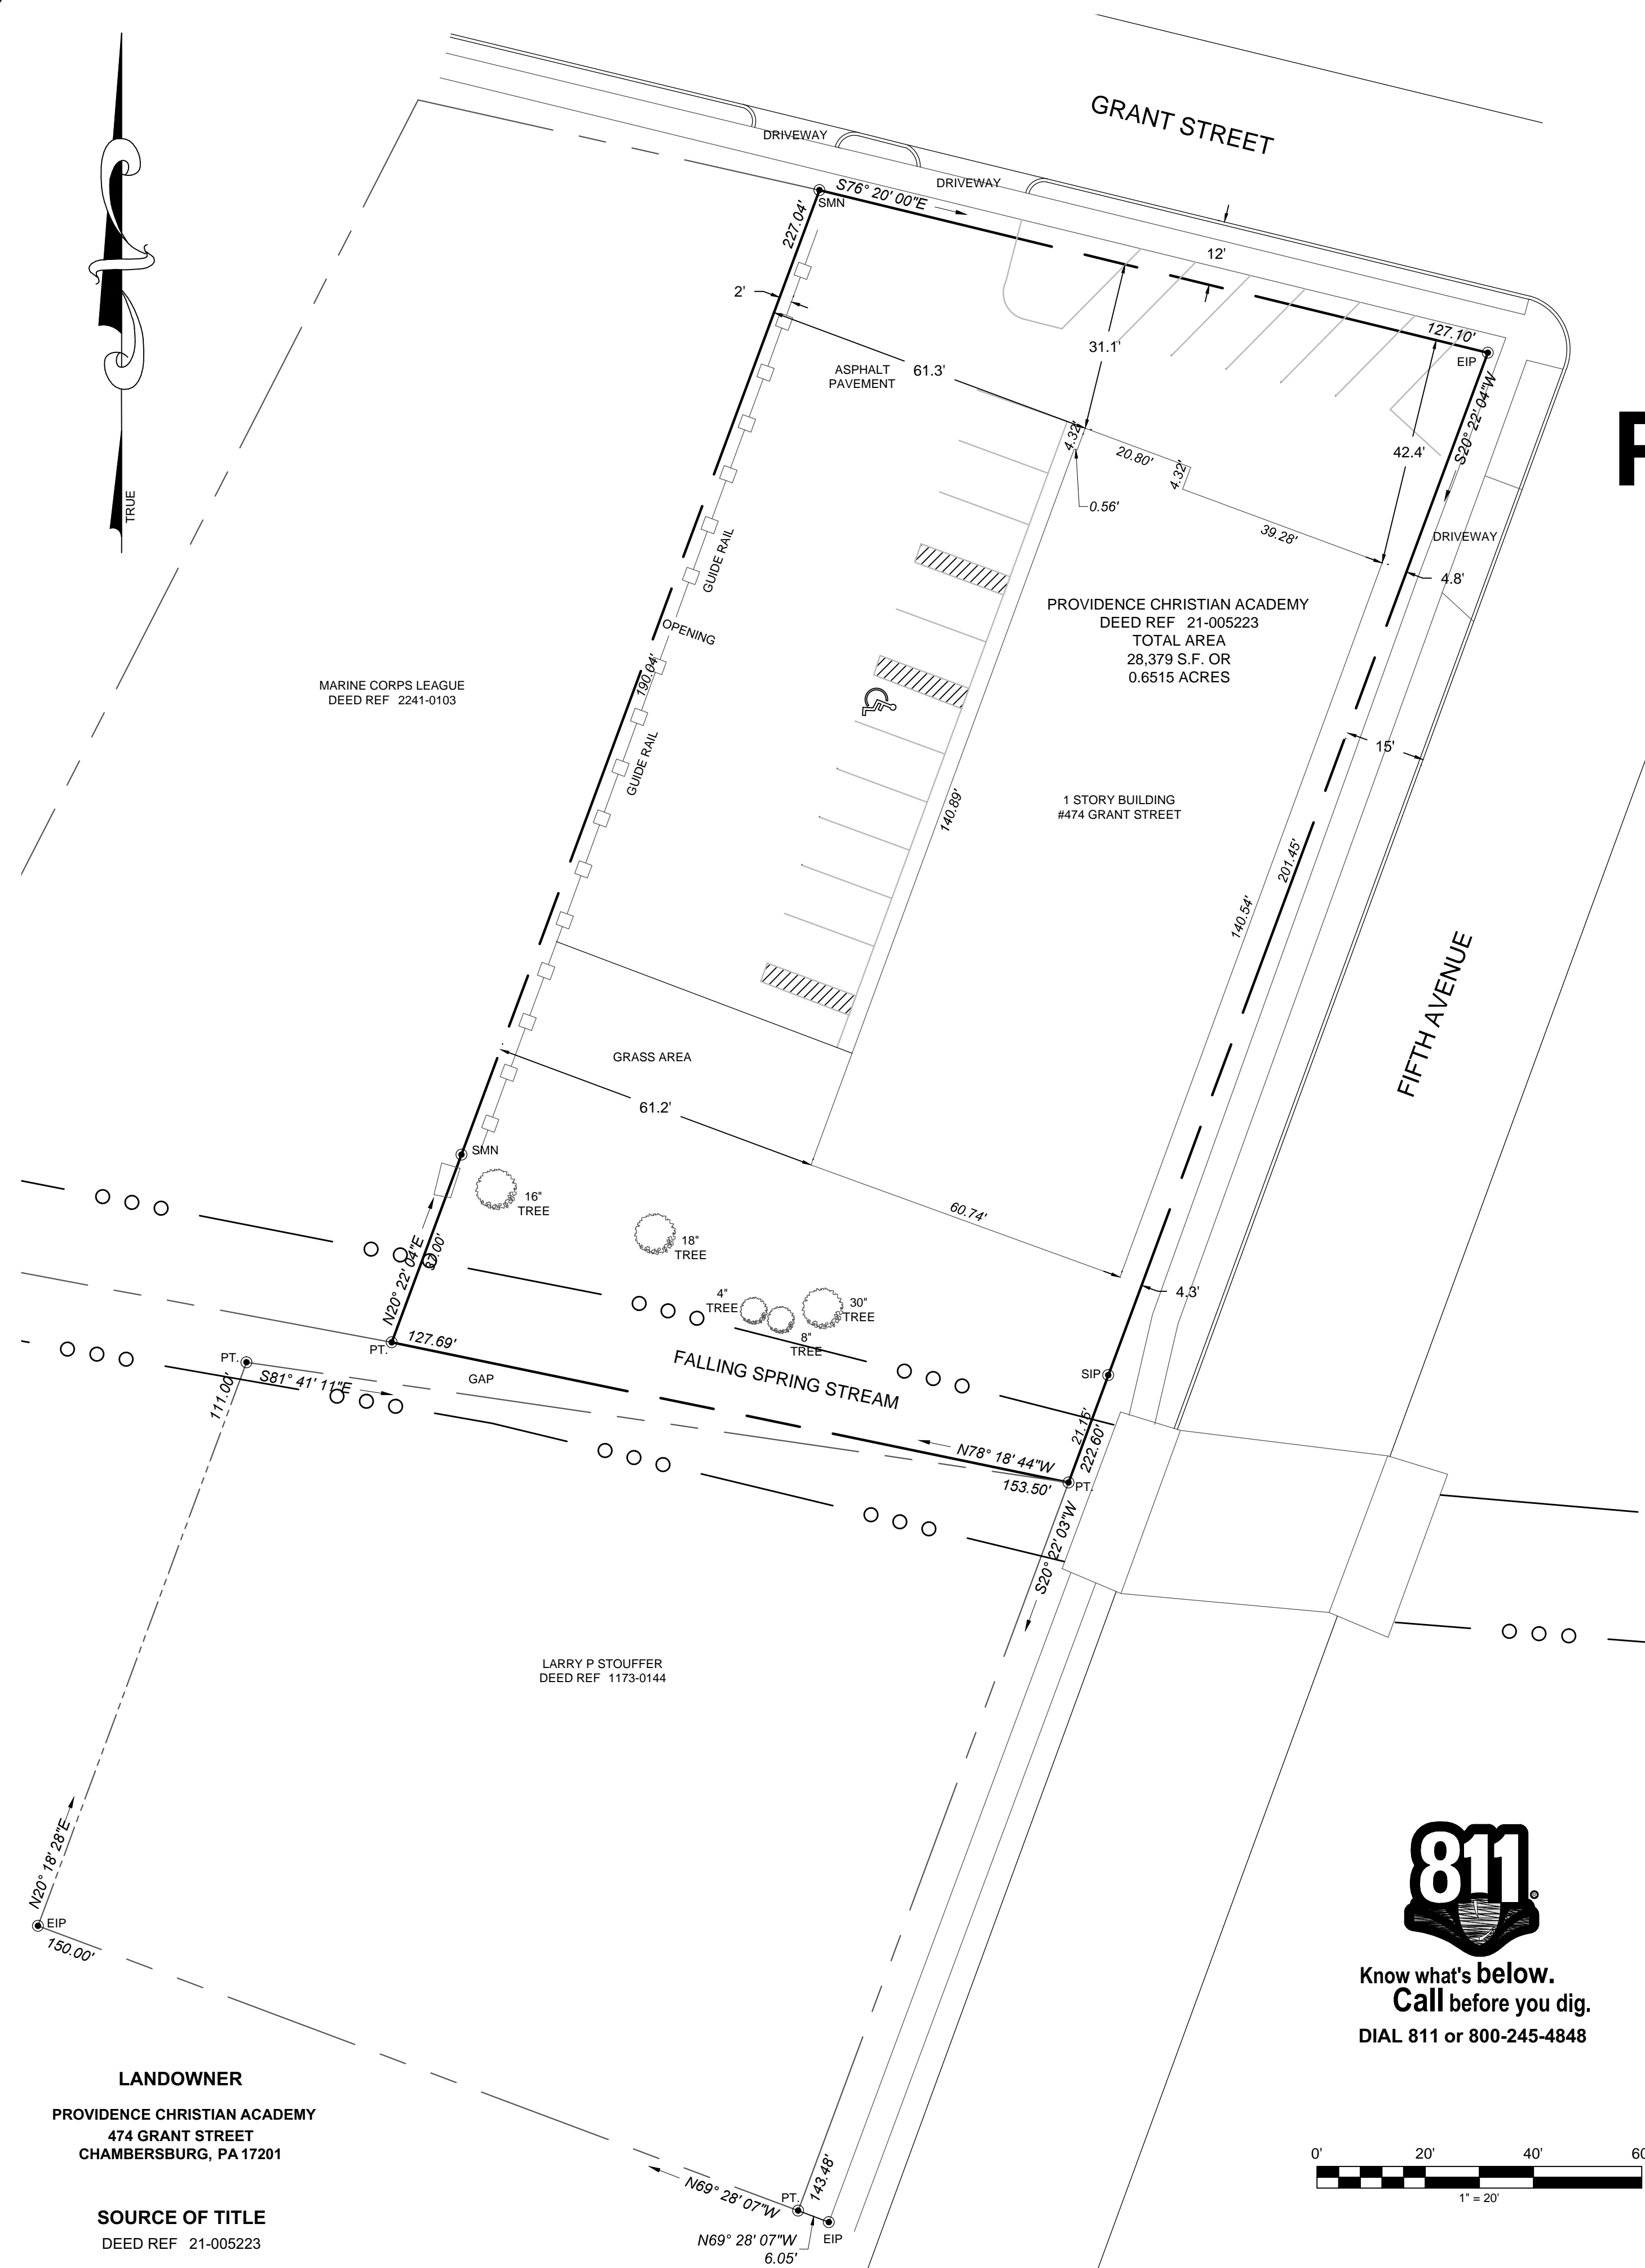 GRANT STREET
DRIVEWAY
DRIVEWAY
S76° 20' 00"E
SMN
227.04'
12'
2'
127.10'
EIP
31.1'
ASPHALT
PAVEMENT
61.3'
S20° 22' 04"W
P
4.32'
20.80'
4.32'
42.4'
TRUE
0.56'
39.28'
DRIVEWAY
GUIDE RAIL
4.8'
OPENING
PROVIDENCE CHRISTIAN ACADEMY
DEED REF 21-005223
TOTAL AREA
28,379 S.F. OR
0.6515 ACRES
190.04'
MARINE CORPS LEAGUE
DEED REF 2241-0103
GUIDE RAIL
15'
1 STORY BUILDING
#474 GRANT STREET
140.89'
201.45'
140.54'
FIFTH AVENUE
GRASS AREA
61.2'
SMN
16"
TREE
60.74'
18"
TREE
N20° 22' 04"E
37.00'
4"
TREE
30"
TREE
8"
TREE
4.3'
127.69'
PT.
PT.
FALLING SPRING STREAM
GAP
SIP
S81° 41' 11"E
111.00'
21.15'
222.60'
N78° 18' 44"W
153.50'
PT.
S20° 22' 03"W
LARRY P STOUFFER
DEED REF 1173-0144
N20° 18' 28"E
EIP
150.00'
811
Know what's below.
Call before you dig.
DIAL 811 or 800-245-4848
LANDOWNER
PROVIDENCE CHRISTIAN ACADEMY
474 GRANT STREET
CHAMBERSBURG, PA 17201
SOURCE OF TITLE
DEED REF 21-005223
143.48'
N69° 28' 07"W
PT.
EIP
N69° 28' 07"W
6.05'
0' 20' 40' 60
1" = 20'